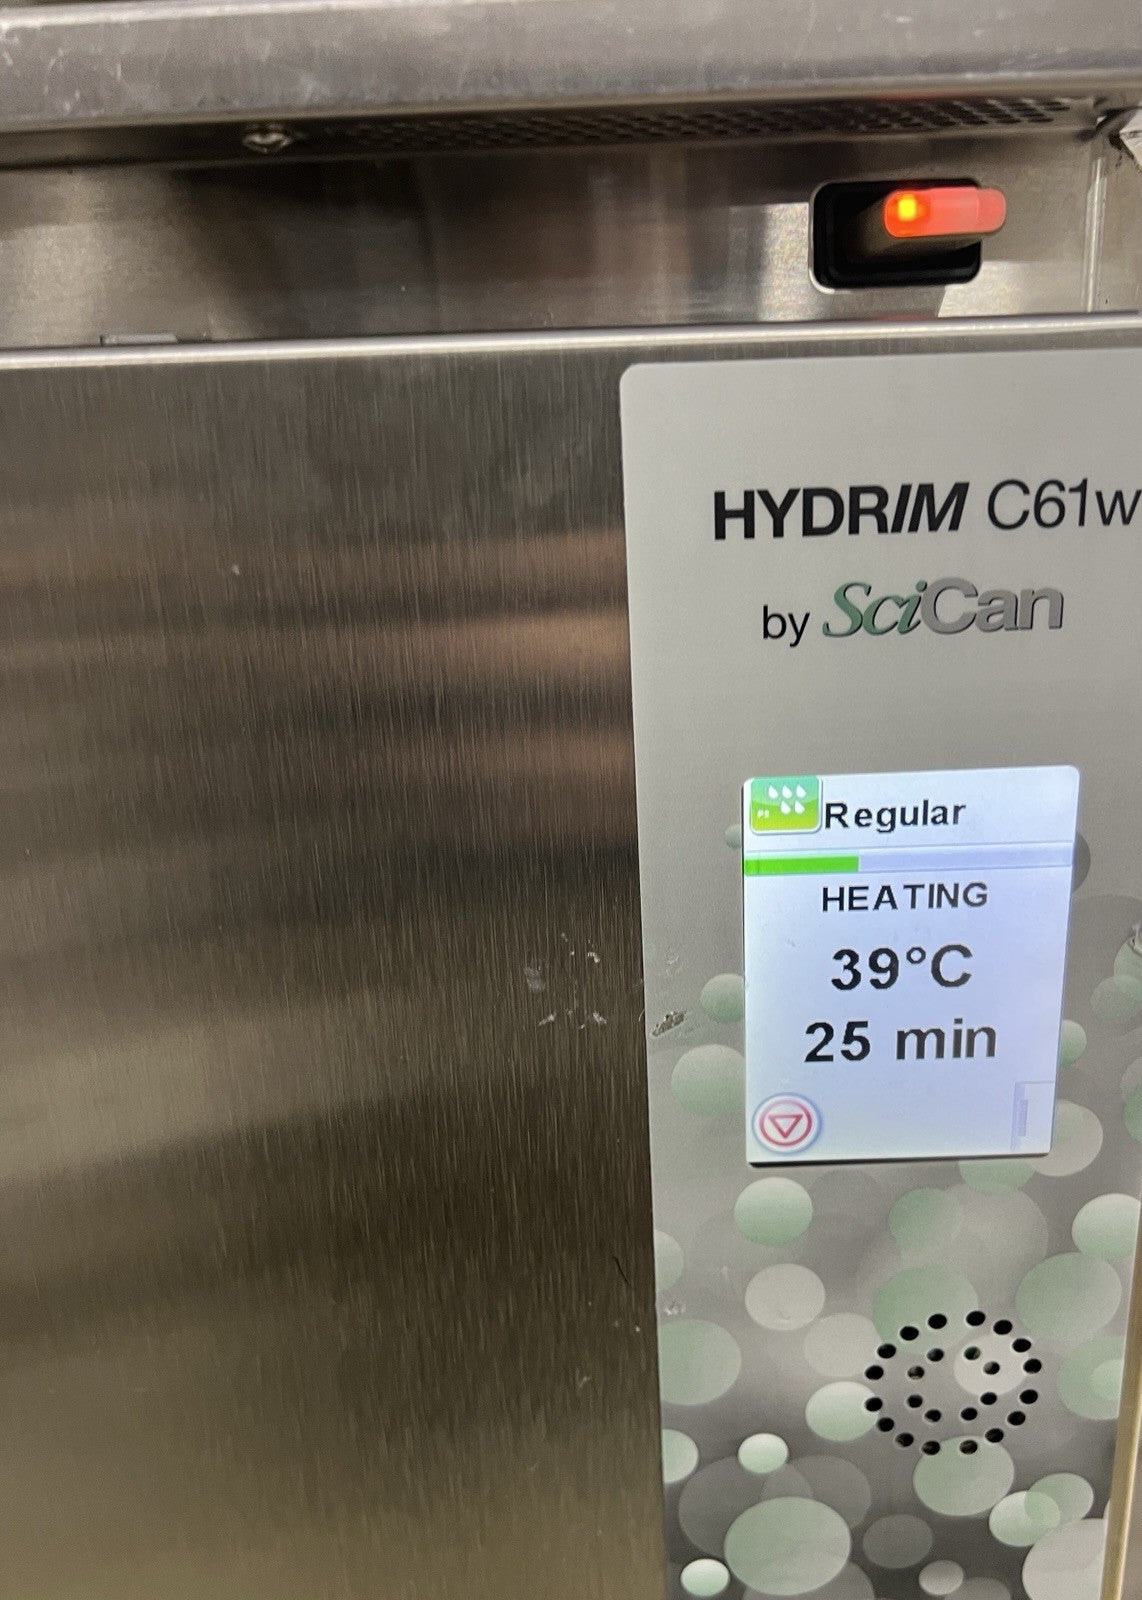 HYDRIM C61w
by SciCan
Regular
HEATING
39°C
25 min